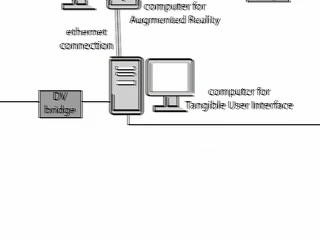 computer for
Augmented Reality
ethernet
connection
computer for
Tangible User Interface
DV
bridge